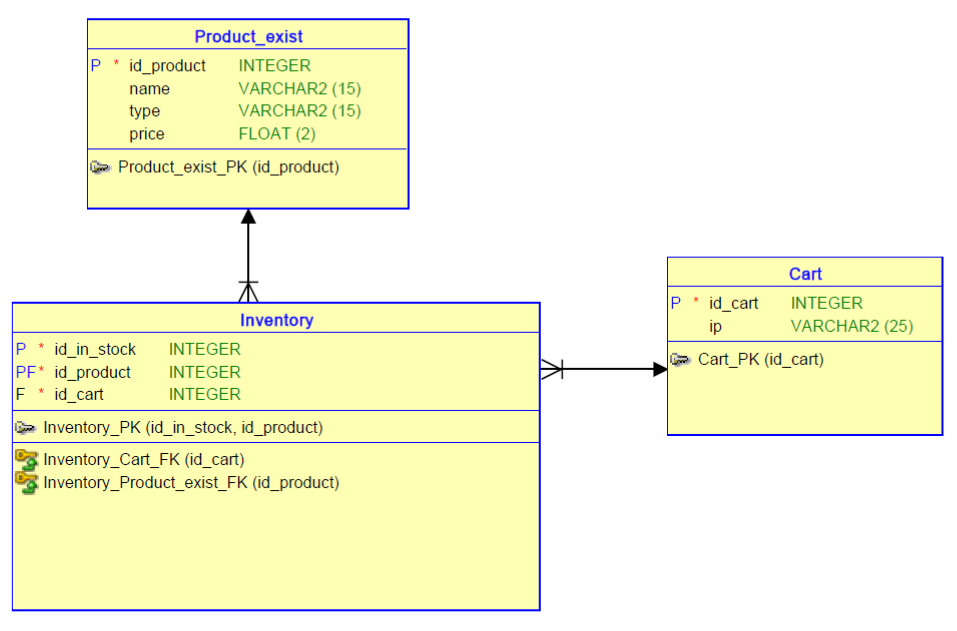 Product_exist
P * id_product INTEGER
name VARCHAR2 (15)
type VARCHAR2 (15)
price FLOAT (2)
Product_exist_PK (id_product)
Inventory
P * id_in_stock INTEGER
PF* id_product INTEGER
F * id_cart INTEGER
Inventory_PK (id_in_stock, id_product)
Inventory_Cart_FK (id_cart)
Inventory_Product_exist_FK (id_product)
Cart
P * id_cart INTEGER
ip VARCHAR2 (25)
Cart_PK (id_cart)